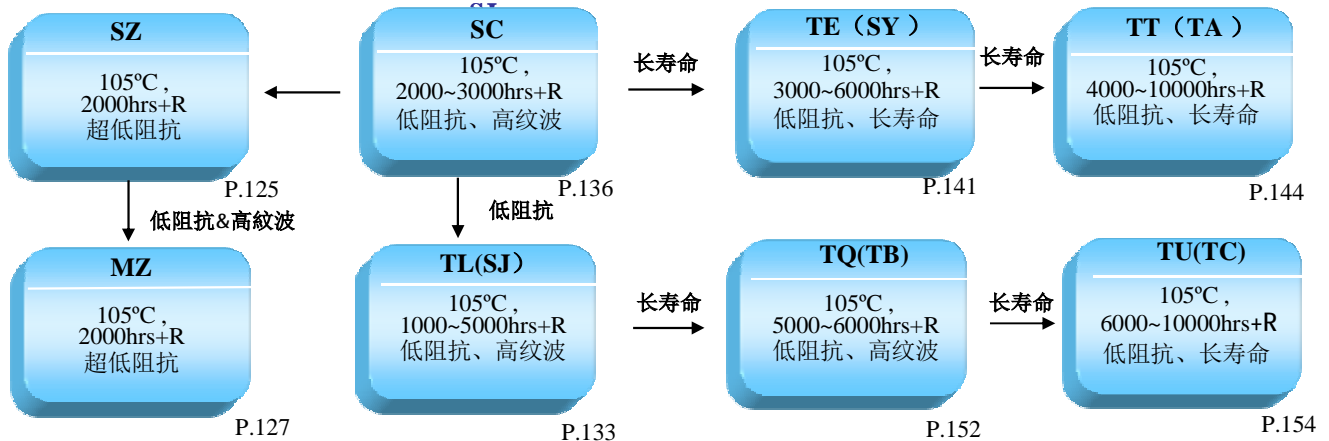 SZ
105ºC ,
2000hrs+R
超低阻抗
P.125
SC
105ºC ,
2000~3000hrs+R
低阻抗、高纹波
P.136
长寿命
TE（SY ）
105ºC ,
3000~6000hrs+R
低阻抗、长寿命
P.141
长寿命
TT（TA ）
105ºC ,
4000~10000hrs+R
低阻抗、长寿命
P.144
低阻抗&高紋波
低阻抗
MZ
105ºC ,
2000hrs+R
超低阻抗
P.127
TL(SJ）
105ºC ,
1000~5000hrs+R
低阻抗、高纹波
P.133
长寿命
TQ(TB)
105ºC ,
5000~6000hrs+R
低阻抗、高纹波
P.152
长寿命
TU(TC)
105ºC ,
6000~10000hrs+R
低阻抗、长寿命
P.154